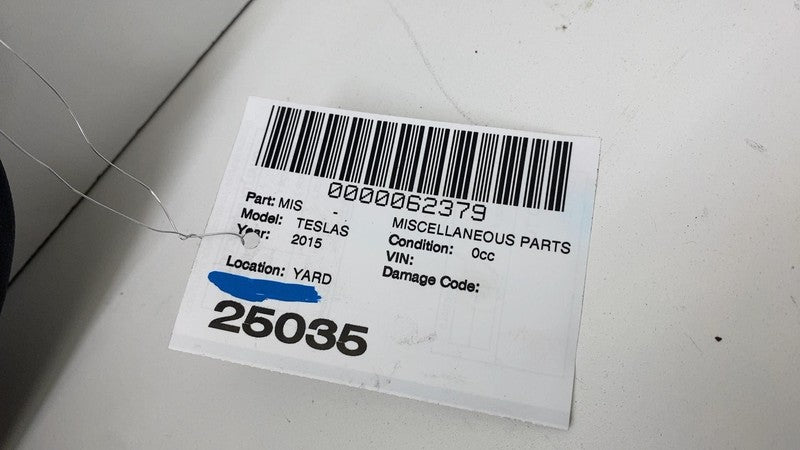 0000062379
Part: MIS - MISCELLANEOUS PARTS
Model: TESLAS Condition: 0cc
Year: 2015 VIN:
Damage Code:
Location: YARD
25035